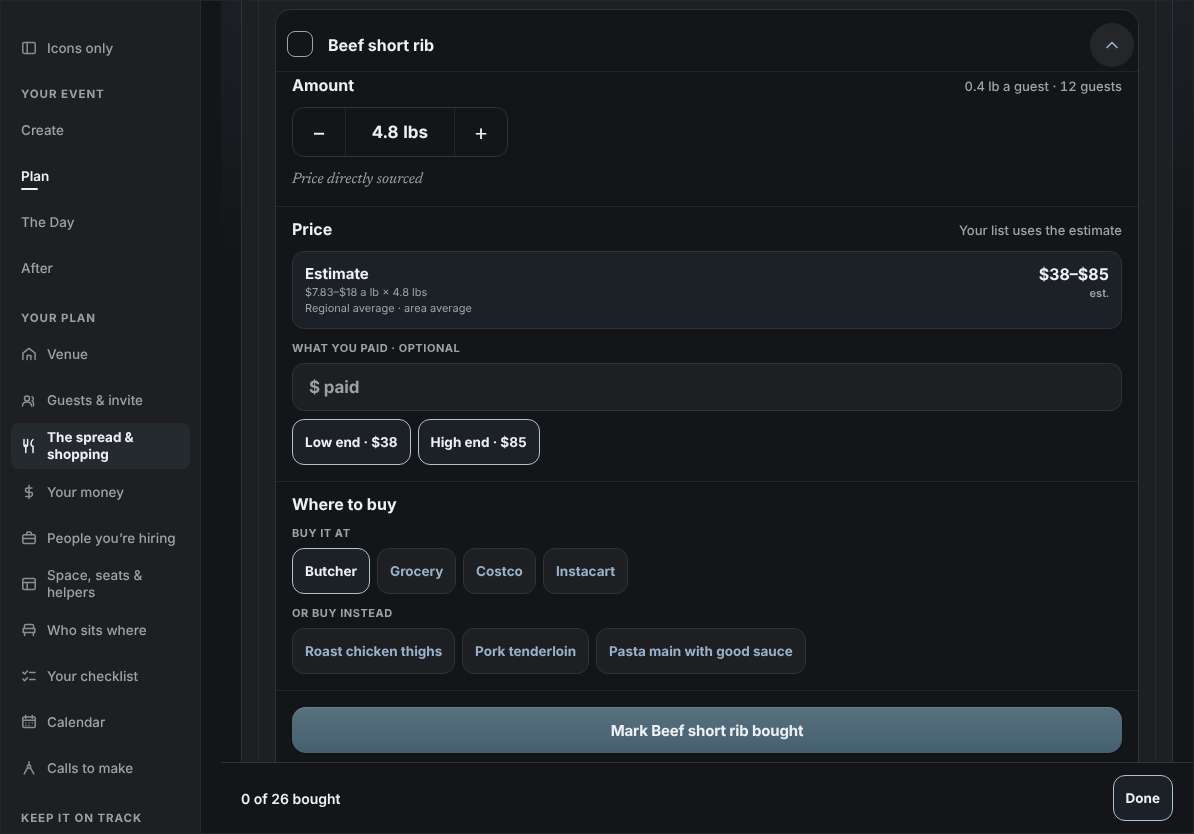 Icons only
YOUR EVENT
Create
Plan
The Day
After
YOUR PLAN
Venue
Guests & invite
The spread &
shopping
Your money
People you're hiring
Space, seats &
helpers
Who sits where
Your checklist
Calendar
Calls to make
KEEP IT ON TRACK
Beef short rib
Amount
0.4 lb a guest · 12 guests
− 4.8 lbs +
Price directly sourced
Price
Your list uses the estimate
Estimate
$38–$85
$7.83–$18 a lb × 4.8 lbs
est.
Regional average · area average
WHAT YOU PAID · OPTIONAL
$ paid
Low end · $38
High end · $85
Where to buy
BUY IT AT
Butcher
Grocery
Costco
Instacart
OR BUY INSTEAD
Roast chicken thighs
Pork tenderloin
Pasta main with good sauce
Mark Beef short rib bought
0 of 26 bought
Done